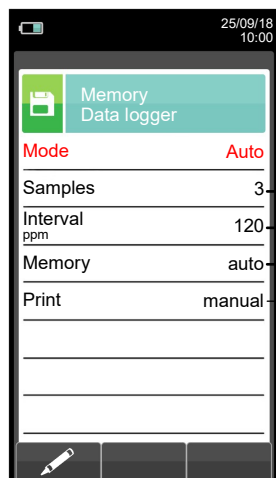 25/09/18
10:00
Memory
Data logger
Mode Auto
Samples 3
Interval 120
ppm
Memory auto
Print manual